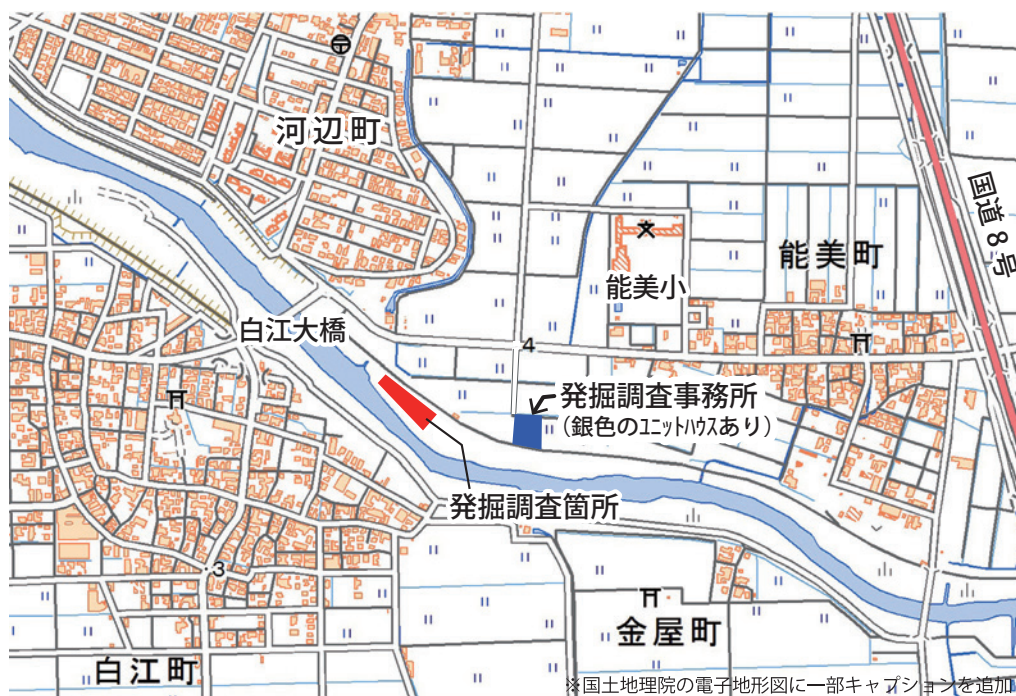 河辺町
国道8号
能美町
能美小
白江大橋
4
発掘調査事務所
(銀色のユニットハウスあり)
発掘調査箇所
3
金屋町
白江町
※国土地理院の電子地形図に一部キャプションを追加